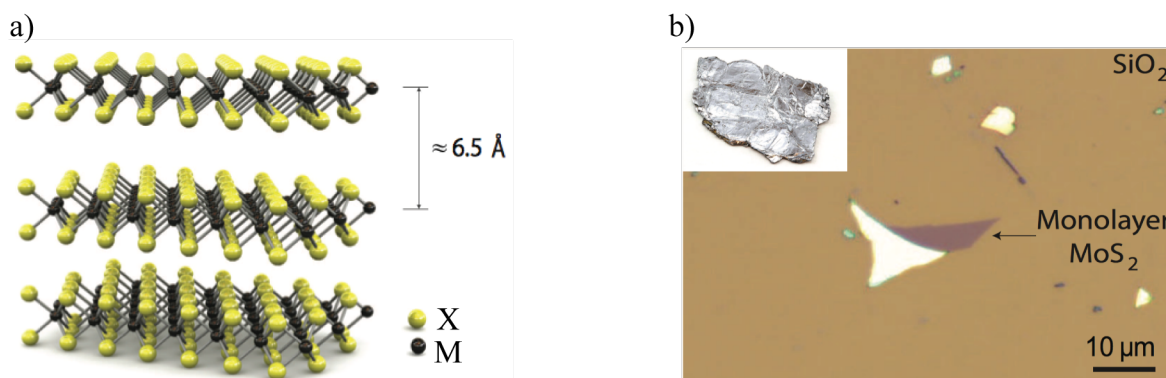 a)
≈ 6.5 Å
X
M
b)
SiO₂
Monolayer
MoS₂
10 µm